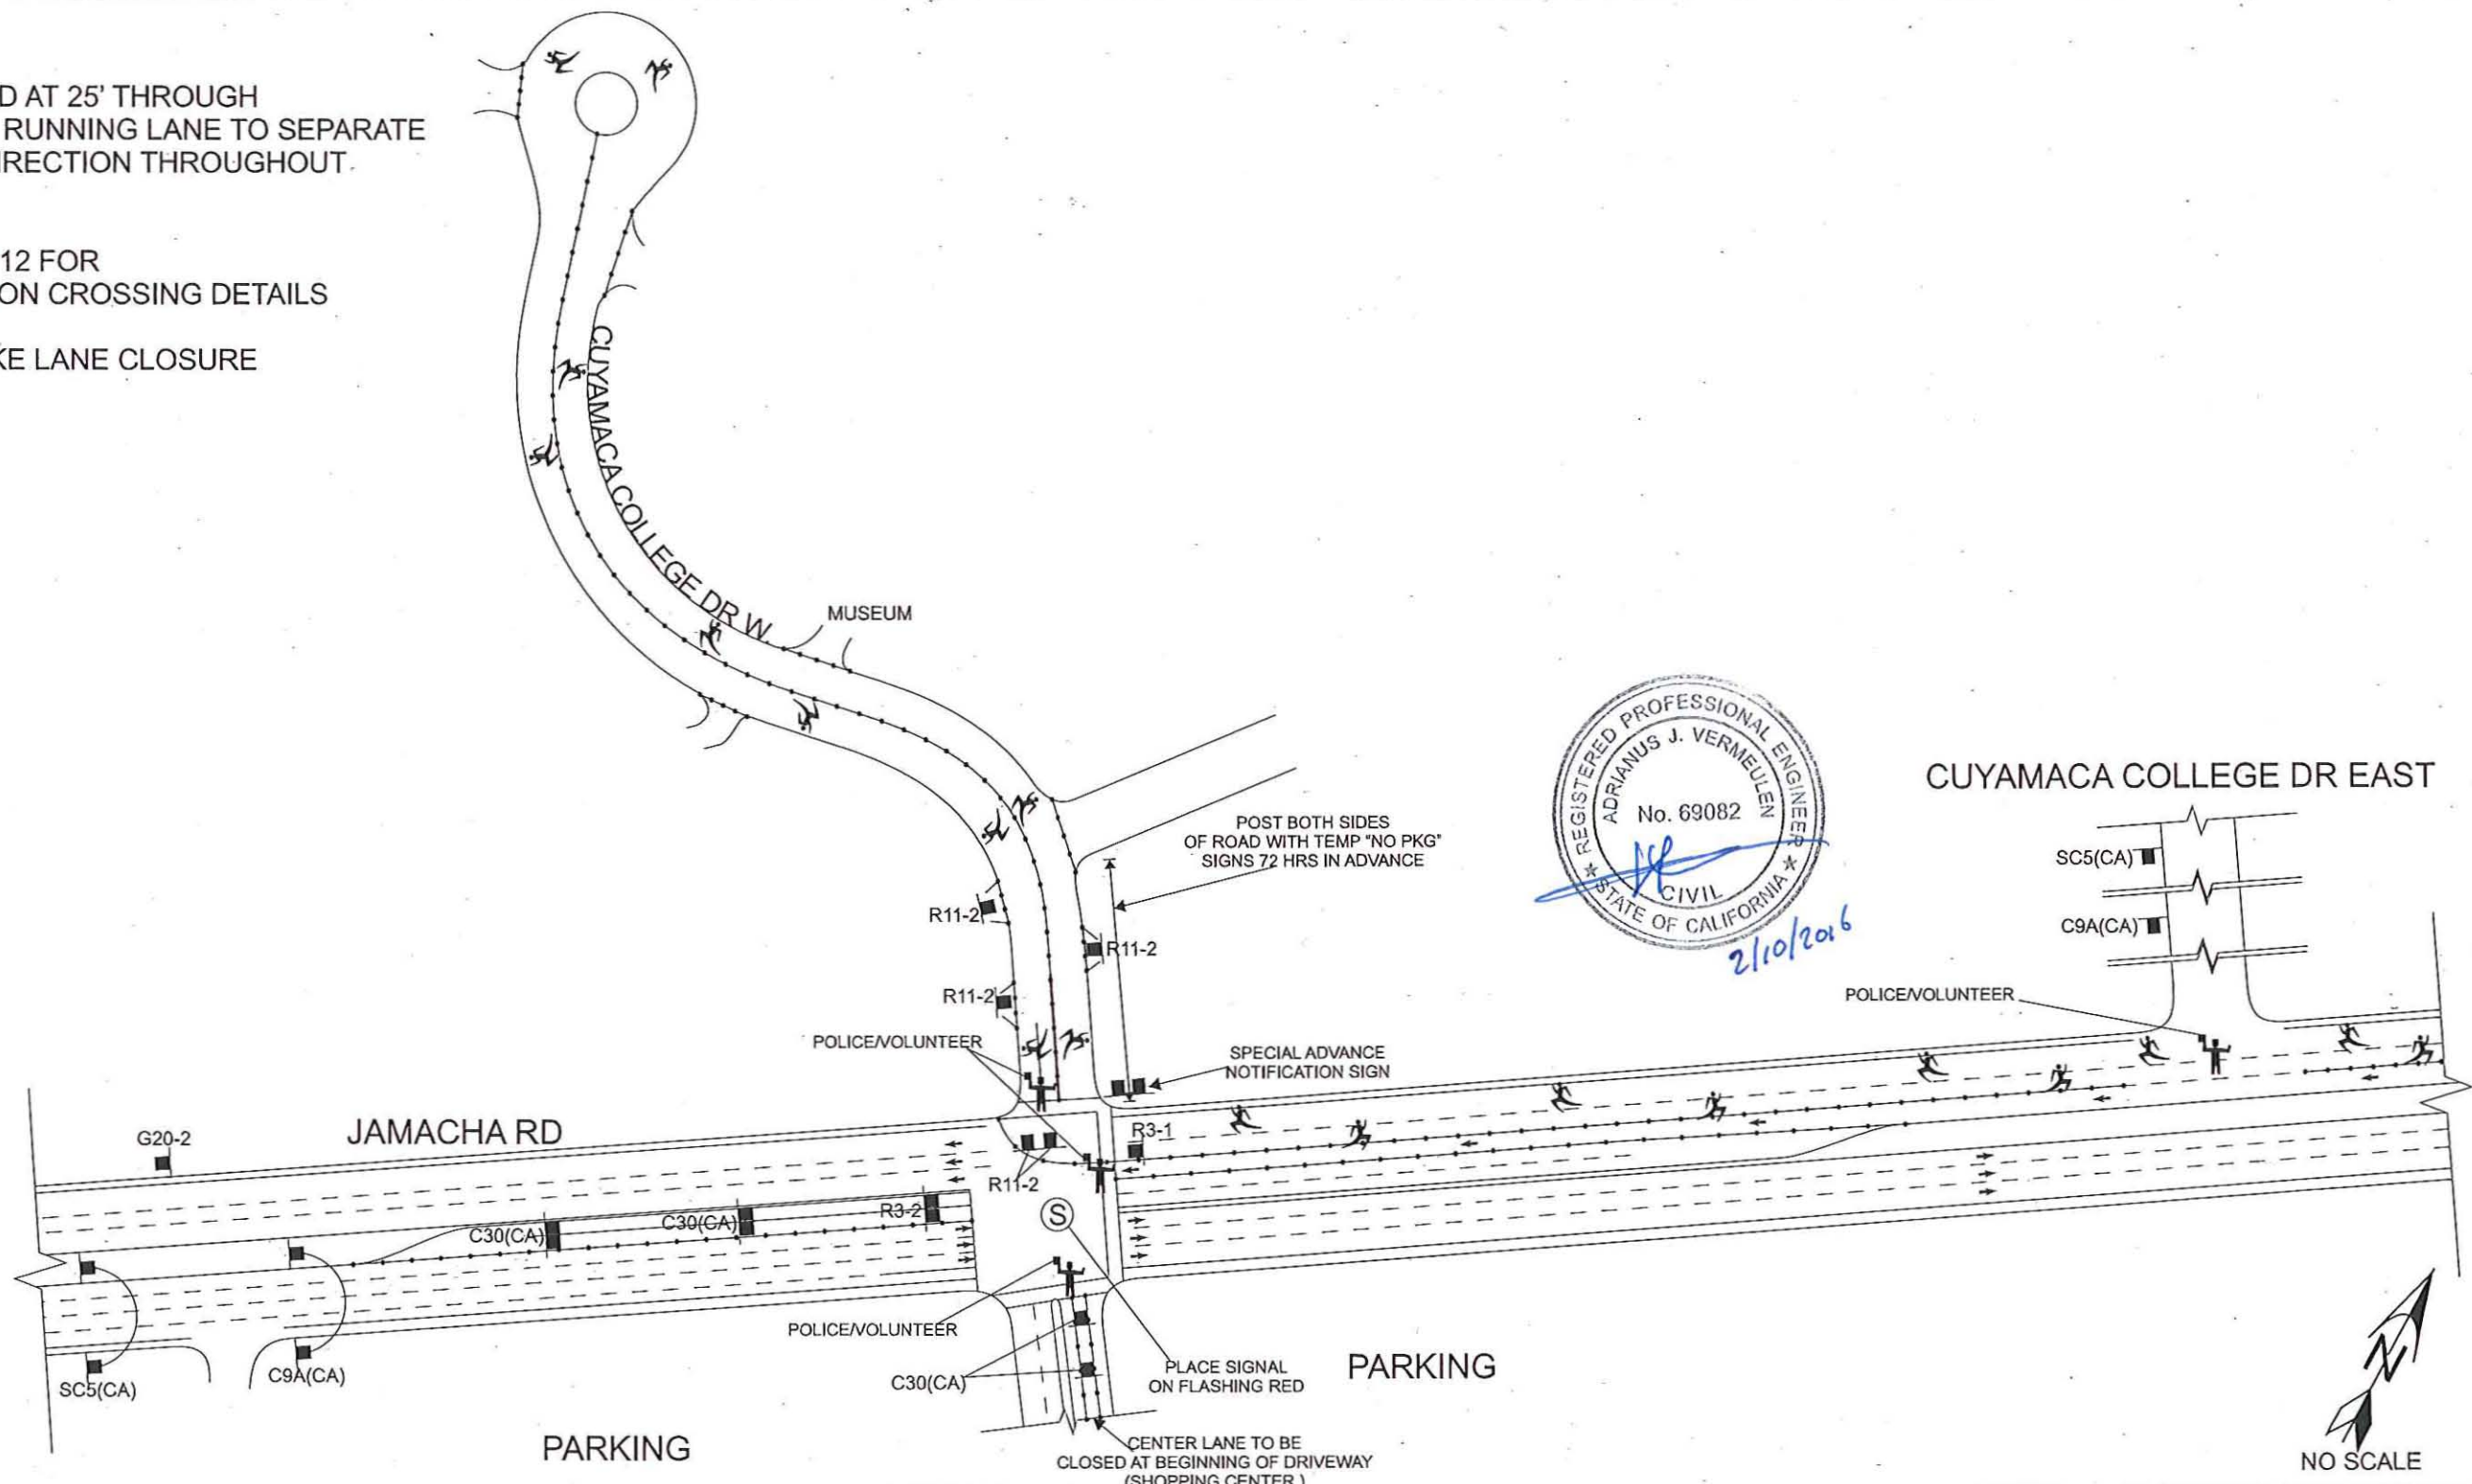 D AT 25' THROUGH
RUNNING LANE TO SEPARATE
IRECTION THROUGHOUT
12 FOR
ON CROSSING DETAILS
KE LANE CLOSURE
CUYAMACA COLLEGE DR W.
MUSEUM
REGISTERED PROFESSIONAL ENGINEER
ADRIANUS J. VERMEULEN
No. 69082
CIVIL
STATE OF CALIFORNIA
2/10/2016
CUYAMACA COLLEGE DR EAST
SC5(CA)
C9A(CA)
POLICE/VOLUNTEER
POST BOTH SIDES
OF ROAD WITH TEMP "NO PKG"
SIGNS 72 HRS IN ADVANCE
R11-2
R11-2
R11-2
POLICE/VOLUNTEER
SPECIAL ADVANCE
NOTIFICATION SIGN
JAMACHA RD
G20-2
R3-1
R11-2
C30(CA)
C30(CA)
R3-2
S
POLICE/VOLUNTEER
SC5(CA)
C9A(CA)
C30(CA)
PLACE SIGNAL
ON FLASHING RED
PARKING
PARKING
CENTER LANE TO BE
CLOSED AT BEGINNING OF DRIVEWAY
(SHOPPING CENTER )
N
NO SCALE